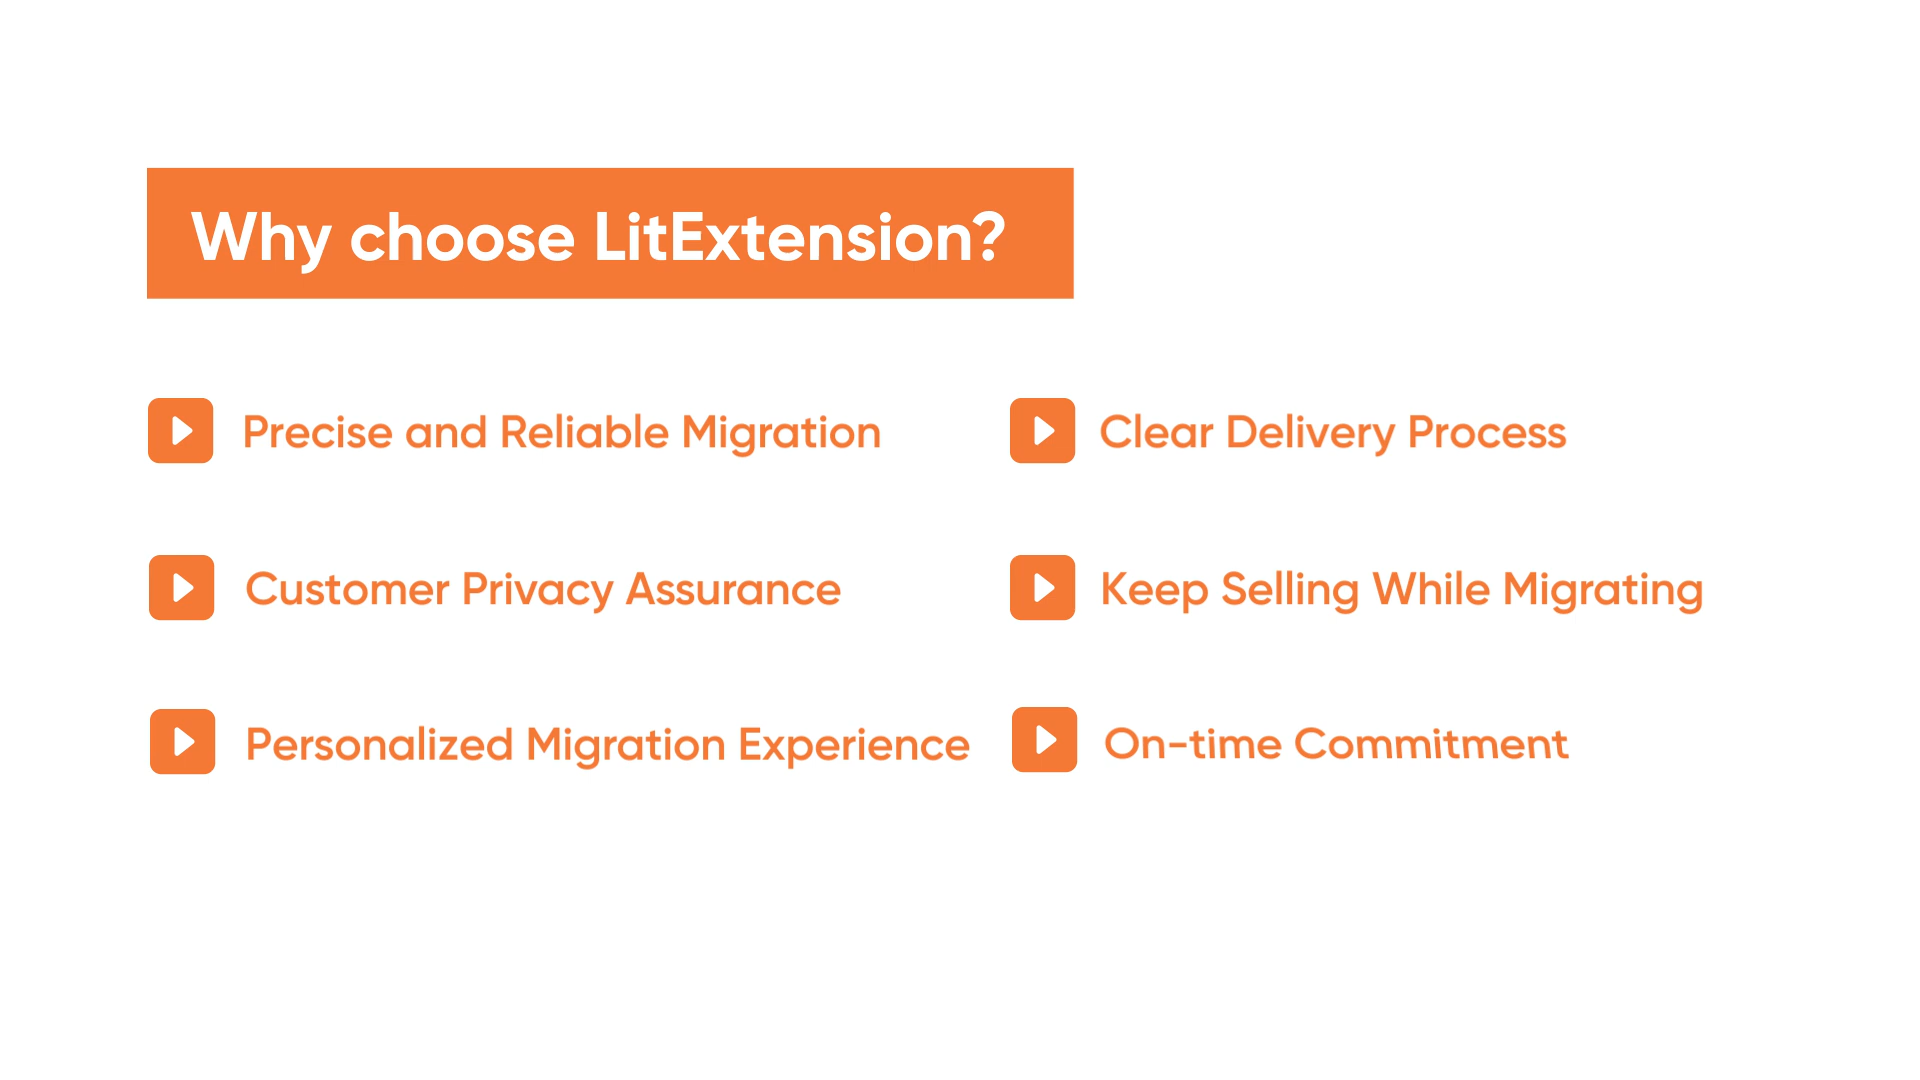 Why choose LitExtension?
Precise and Reliable Migration
Clear Delivery Process
Customer Privacy Assurance
Keep Selling While Migrating
Personalized Migration Experience
On-time Commitment